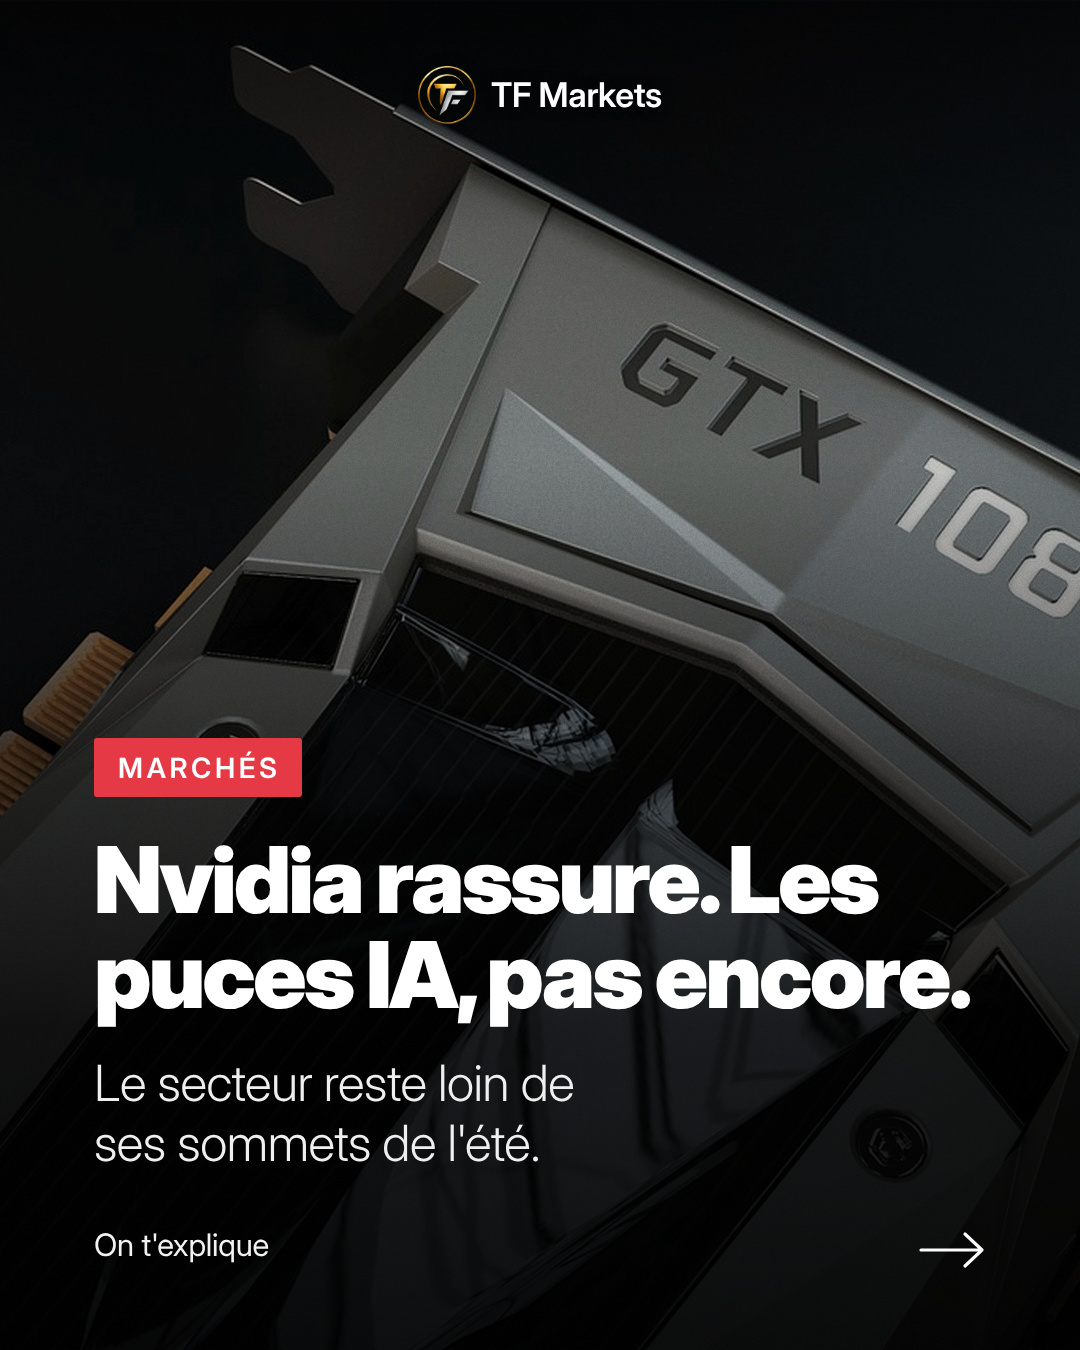 TF Markets
GTX 108
MARCHÉS
Nvidia rassure. Les
puces IA, pas encore.
Le secteur reste loin de
ses sommets de l'été.
On t'explique